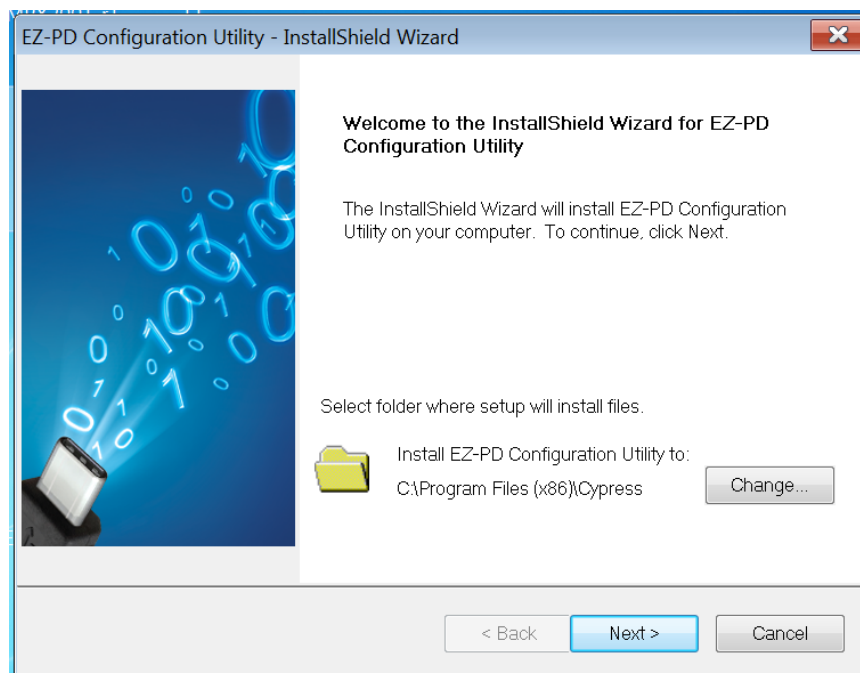 EZ-PD Configuration Utility - InstallShield Wizard
Welcome to the InstallShield Wizard for EZ-PD
Configuration Utility
The InstallShield Wizard will install EZ-PD Configuration
Utility on your computer. To continue, click Next.
Select folder where setup will install files.
Install EZ-PD Configuration Utility to:
C:\Program Files (x86)\Cypress
Change...
< Back
Next >
Cancel